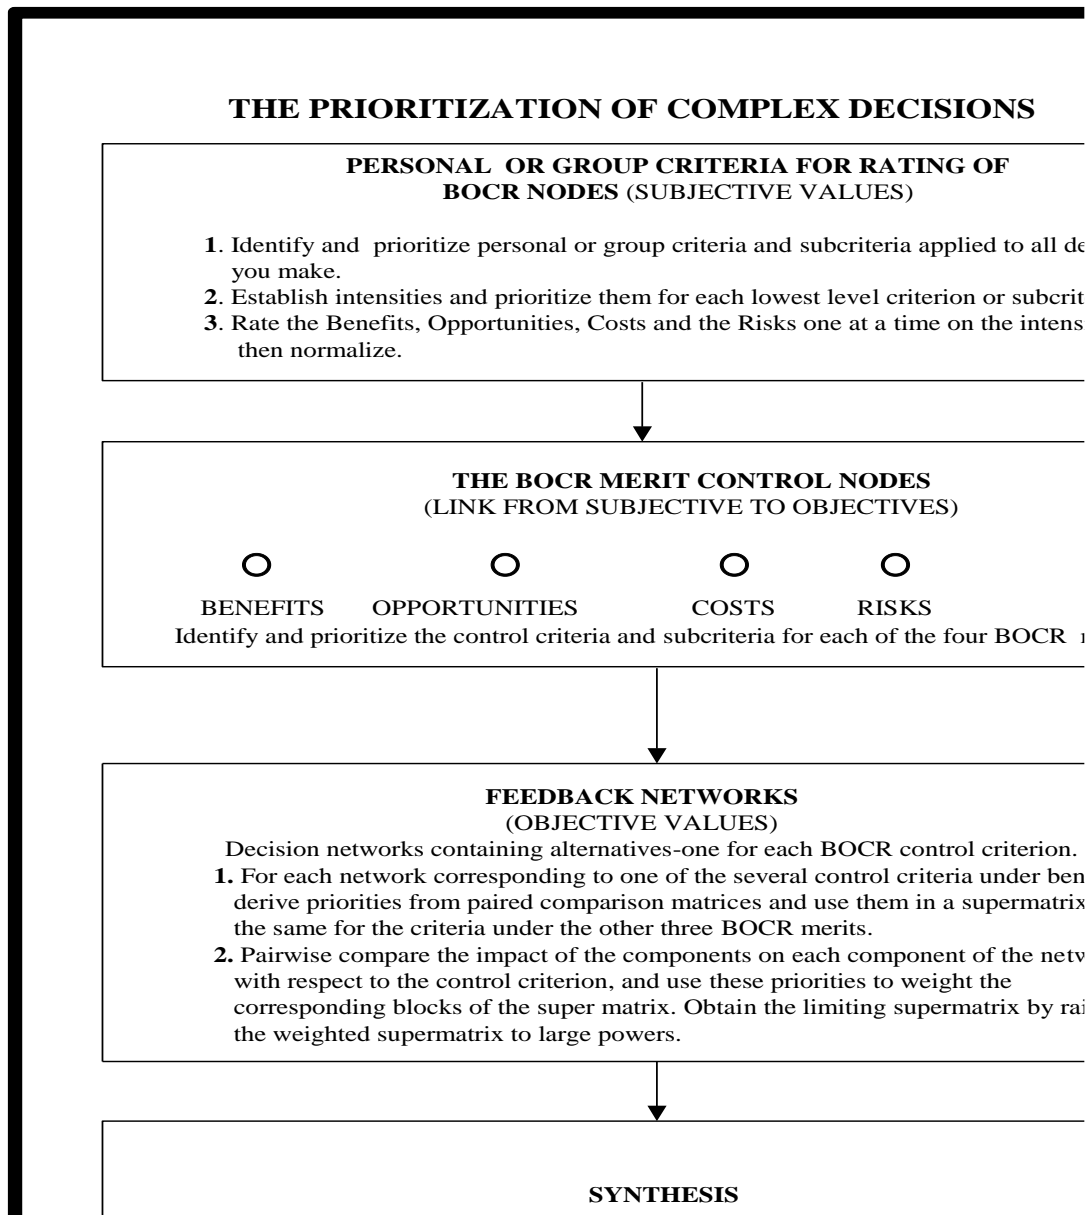 THE PRIORITIZATION OF COMPLEX DECISIONS
PERSONAL OR GROUP CRITERIA FOR RATING OF
BOCR NODES (SUBJECTIVE VALUES)
1. Identify and prioritize personal or group criteria and subcriteria applied to all de
you make.
2. Establish intensities and prioritize them for each lowest level criterion or subcrit
3. Rate the Benefits, Opportunities, Costs and the Risks one at a time on the intens
then normalize.
THE BOCR MERIT CONTROL NODES
(LINK FROM SUBJECTIVE TO OBJECTIVES)
BENEFITS OPPORTUNITIES COSTS RISKS
Identify and prioritize the control criteria and subcriteria for each of the four BOCR
FEEDBACK NETWORKS
(OBJECTIVE VALUES)
Decision networks containing alternatives-one for each BOCR control criterion.
1. For each network corresponding to one of the several control criteria under ben
derive priorities from paired comparison matrices and use them in a supermatrix
the same for the criteria under the other three BOCR merits.
2. Pairwise compare the impact of the components on each component of the netw
with respect to the control criterion, and use these priorities to weight the
corresponding blocks of the super matrix. Obtain the limiting supermatrix by rai
the weighted supermatrix to large powers.
SYNTHESIS